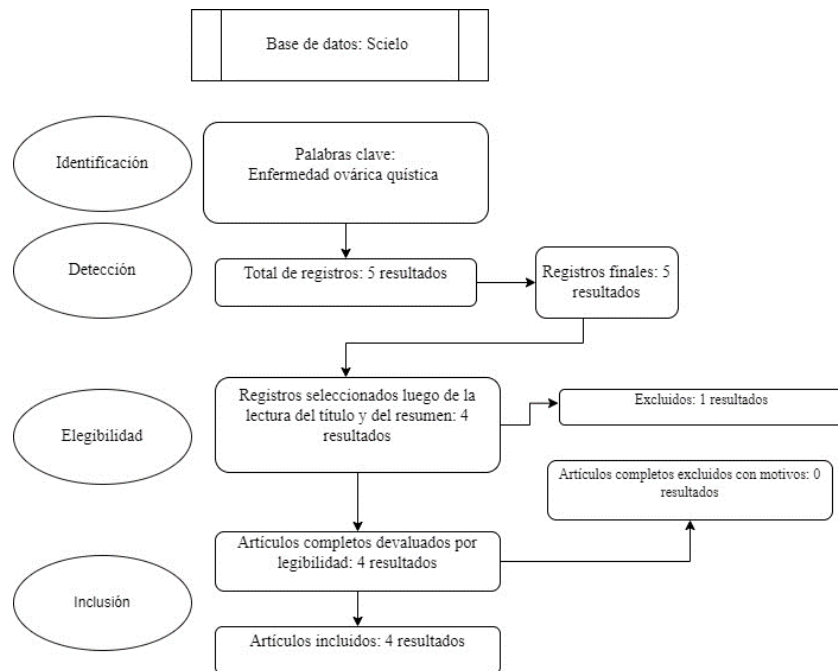 Base de datos: Scielo
Identificación
Palabras clave:
Enfermedad ovárica quística
Detección
Total de registros: 5 resultados
Registros finales: 5
resultados
Elegibilidad
Registros seleccionados luego de la
lectura del título y del resumen: 4
resultados
Excluidos: 1 resultados
Artículos completos excluidos con motivos: 0
resultados
Artículos completos devaluados por
legibilidad: 4 resultados
Inclusión
Artículos incluidos: 4 resultados